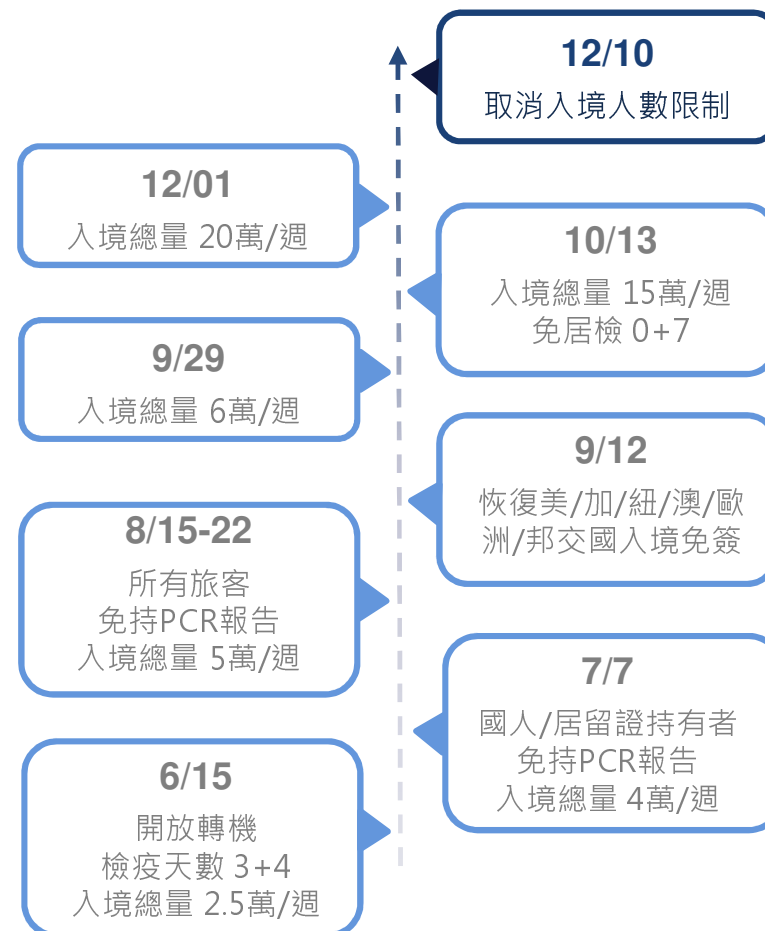 12/10
取消入境人數限制
12/01
入境總量 20萬/週
10/13
入境總量 15萬/週
免居檢 0+7
9/29
入境總量 6萬/週
9/12
恢復美/加/紐/澳/歐
洲/邦交國入境免簽
8/15-22
所有旅客
免持PCR報告
入境總量 5萬/週
7/7
國人/居留證持有者
免持PCR報告
入境總量 4萬/週
6/15
開放轉機
檢疫天數 3+4
入境總量 2.5萬/週